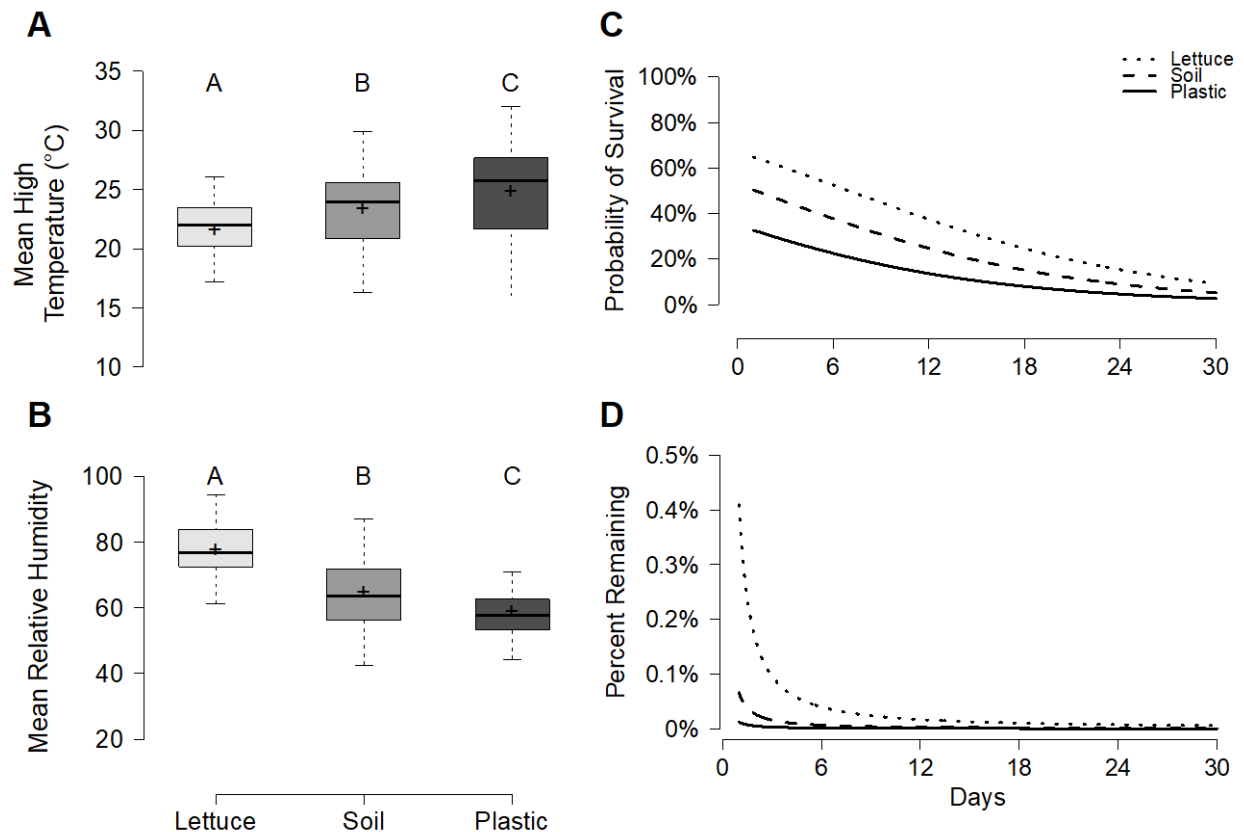 A
Mean High
Temperature (°C)
35
30
25
20
15
10
A B C
B
Mean Relative Humidity
100
80
60
40
20
A B C
Lettuce Soil Plastic
C
Lettuce
Soil
Plastic
Probability of Survival
100%
80%
60%
40%
20%
0%
0 6 12 18 24 30
D
Percent Remaining
0.5%
0.4%
0.3%
0.2%
0.1%
0%
0 6 12 18 24 30
Days